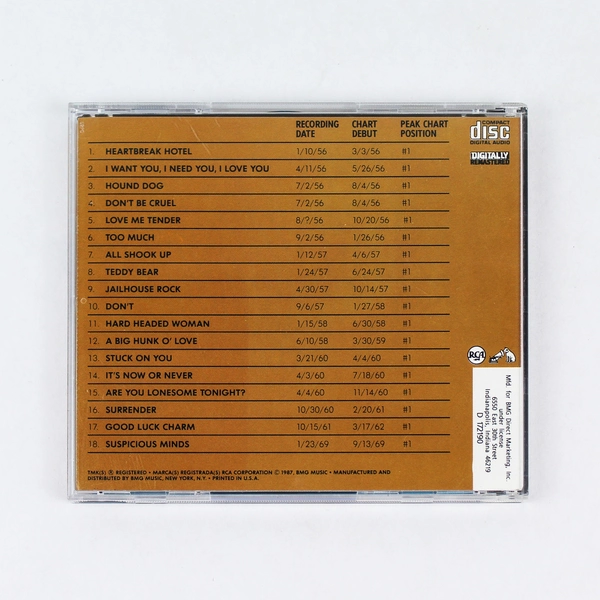 RECORDING DATE CHART DEBUT PEAK CHART POSITION
1. HEARTBREAK HOTEL 1/10/56 3/3/56 #1
2. I WANT YOU, I NEED YOU, I LOVE YOU 4/11/56 5/26/56 #1
3. HOUND DOG 7/2/56 8/4/56 #1
4. DON'T BE CRUEL 7/2/56 8/4/56 #1
5. LOVE ME TENDER 8/?/56 10/20/56 #1
6. TOO MUCH 9/2/56 1/26/56 #1
7. ALL SHOOK UP 1/12/57 4/6/57 #1
8. TEDDY BEAR 1/24/57 6/24/57 #1
9. JAILHOUSE ROCK 4/30/57 10/14/57 #1
10. DON'T 9/6/57 1/27/58 #1
11. HARD HEADED WOMAN 1/15/58 6/30/58 #1
12. A BIG HUNK O' LOVE 6/10/58 3/30/59 #1
13. STUCK ON YOU 3/21/60 4/4/60 #1
14. IT'S NOW OR NEVER 4/3/60 7/18/60 #1
15. ARE YOU LONESOME TONIGHT? 4/4/60 11/14/60 #1
16. SURRENDER 10/30/60 2/20/61 #1
17. GOOD LUCK CHARM 10/15/61 3/17/62 #1
18. SUSPICIOUS MINDS 1/23/69 9/13/69 #1
TMK(S) ® REGISTERED • MARCA(S) REGISTRADA(S) RCA CORPORATION © 1987, BMG MUSIC • MANUFACTURED AND
DISTRIBUTED BY BMG MUSIC, NEW YORK, N.Y. • PRINTED IN U.S.A.
COMPACT
disc
DIGITAL AUDIO
DIGITALLY
REMASTERED
RCA
Mfd. for BMG Direct Marketing, Inc.
under license
6550 East 30th Street
Indianapolis, Indiana 46219
D 172190